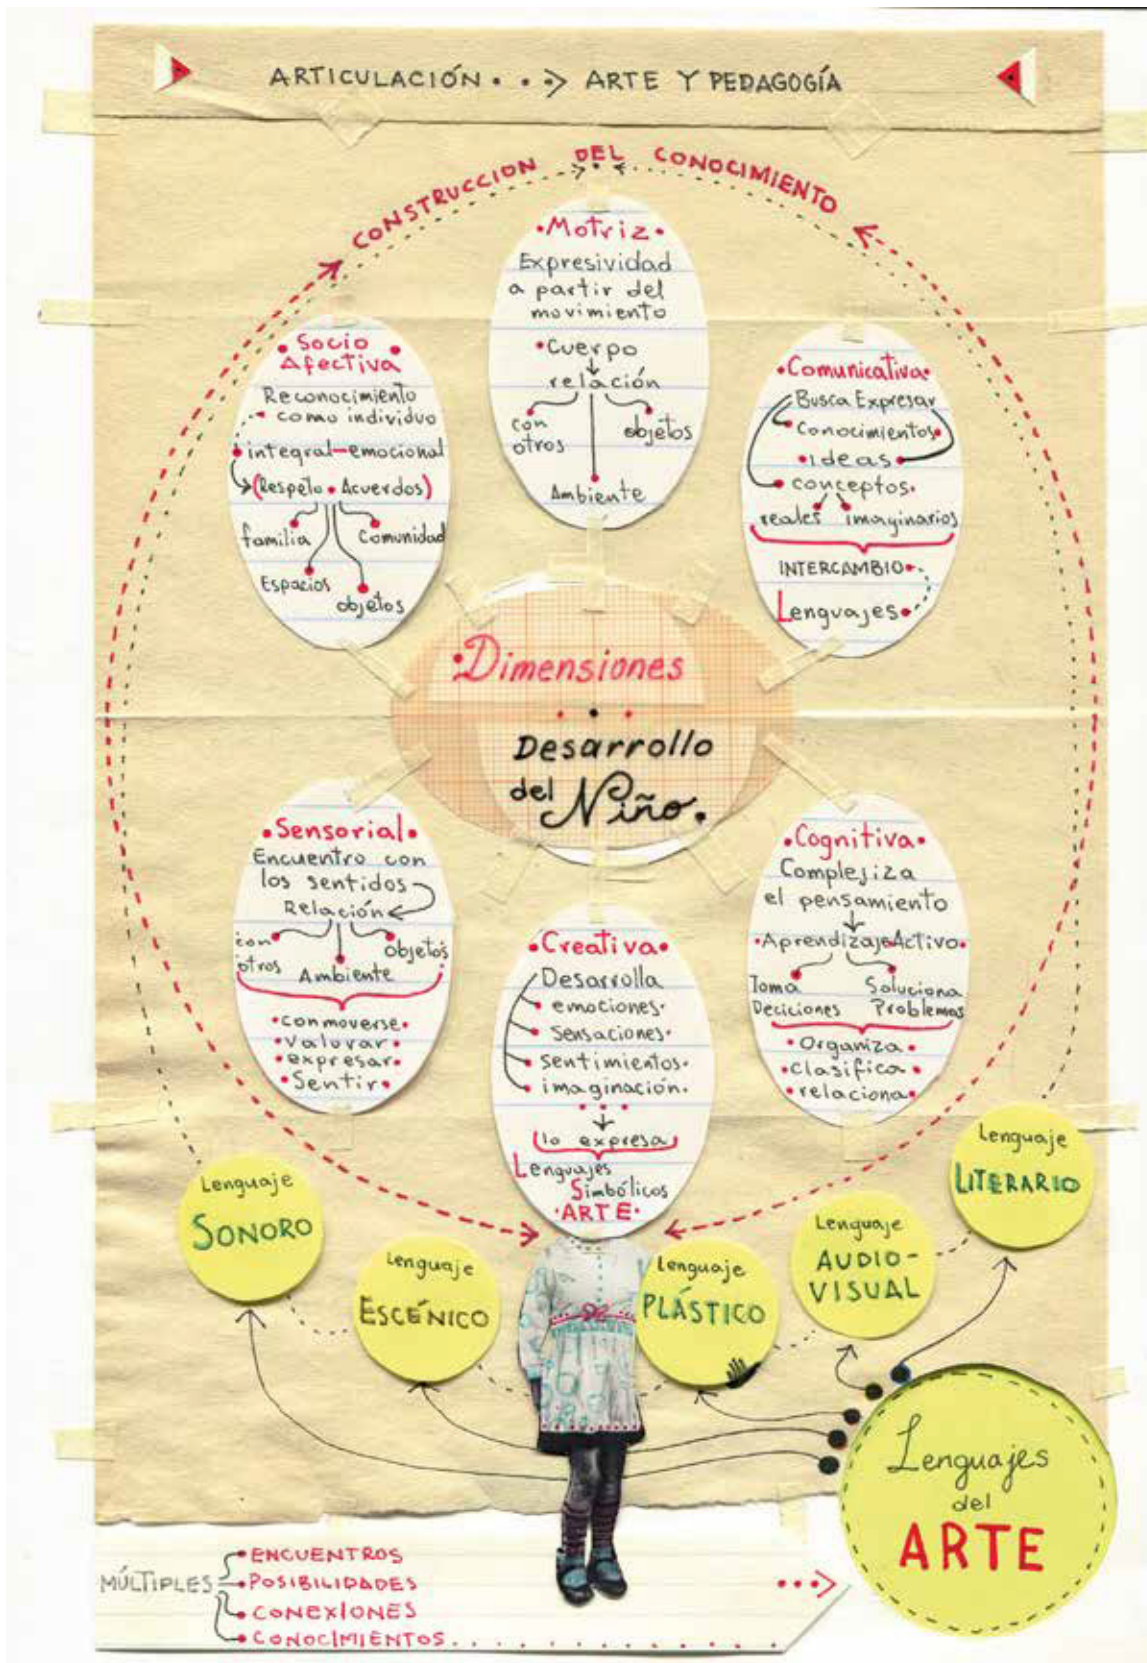 ARTICULACIÓN • • •> ARTE Y PEDAGOGÍA
CONSTRUCCION DEL CONOCIMIENTO
•Motriz•
Expresividad
a partir del
movimiento
•Cuerpo
relación
con
otros
objetos
Ambiente
•Socio
Afectiva•
Reconocimiento
como individuo
integral-emocional
(Respeto • Acuerdos)
familia
Comunidad
Espacios
objetos
•Comunicativa•
Busca Expresar
Conocimientos
•ideas
conceptos.
reales imaginarios
INTERCAMBIO
Lenguajes
•Dimensiones
Desarrollo
del Niño.
•Sensorial•
Encuentro con
los sentidos
Relación
con
otros
Ambiente
objetos
•conmoverse•
•valorar•
•expresar•
•Sentir•
•Creativa•
Desarrolla
emociones•
sensaciones•
sentimientos•
imaginación•
(lo expresa)
Lenguajes
Simbólicos
•ARTE•
•Cognitiva•
Complejiza
el pensamiento
•Aprendizaje Activo•
Toma
Deciciones
Soluciona
Problemas
•Organiza•
•clasifica•
•relaciona•
Lenguaje
SONORO
Lenguaje
ESCÉNICO
Lenguaje
PLÁSTICO
Lenguaje
AUDIO-
VISUAL
Lenguaje
LITERARIO
Lenguajes
del
ARTE
MÚLTIPLES
ENCUENTROS
POSIBILIDADES
CONEXIONES
CONOCIMIENTOS